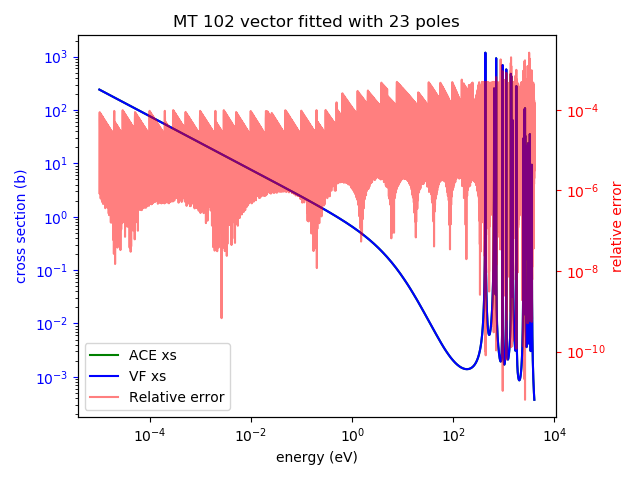 MT 102 vector fitted with 23 poles
10³
10²
10¹
10⁰
10⁻¹
10⁻²
10⁻³
cross section (b)
10⁻⁴
10⁻⁶
10⁻⁸
10⁻¹⁰
relative error
ACE xs
VF xs
Relative error
10⁻⁴
10⁻²
10⁰
10²
10⁴
energy (eV)